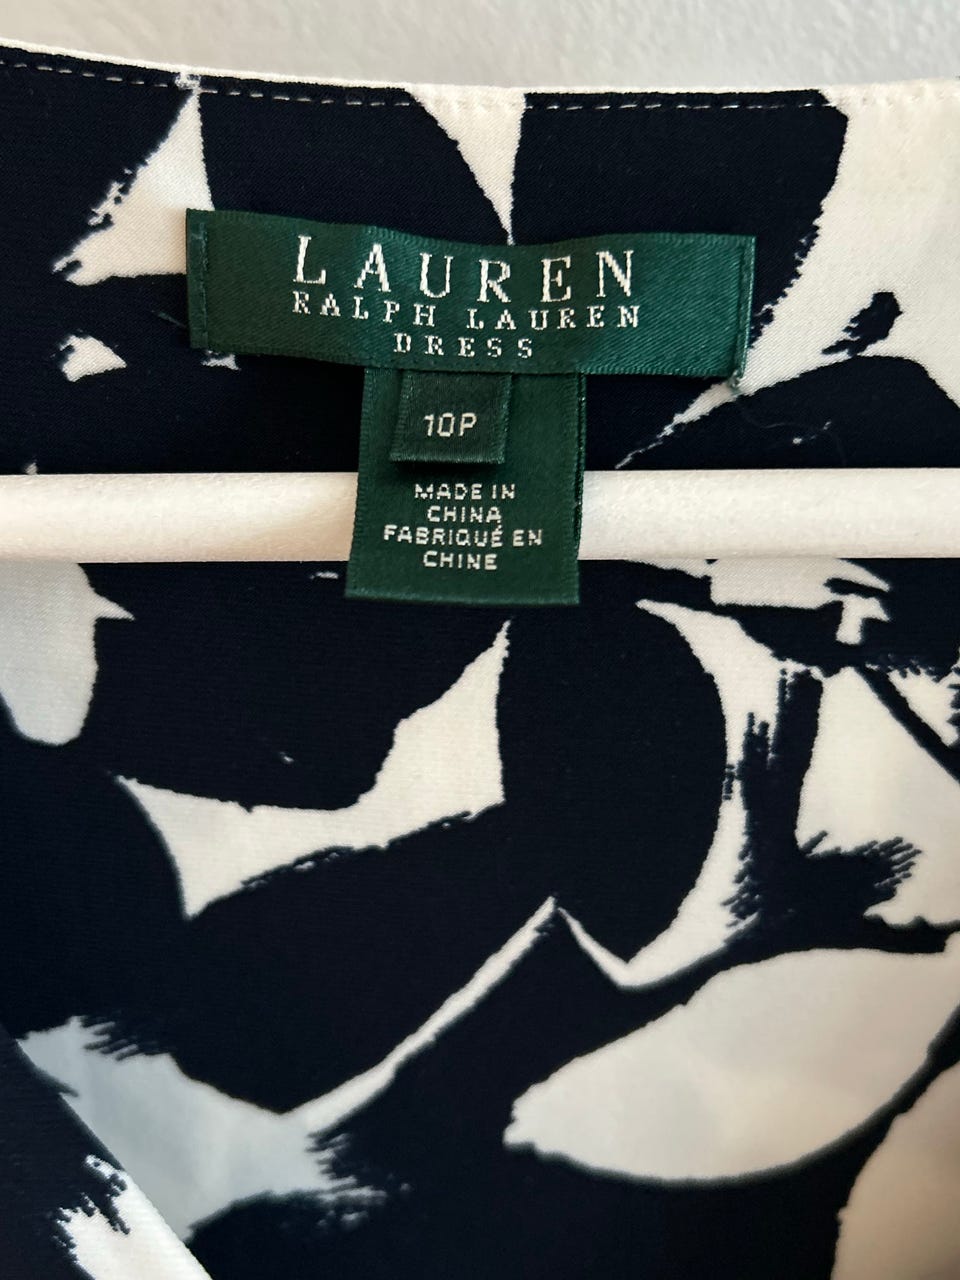 LAUREN
RALPH LAUREN
DRESS
10P
MADE IN
CHINA
FABRIQUÉ EN
CHINE